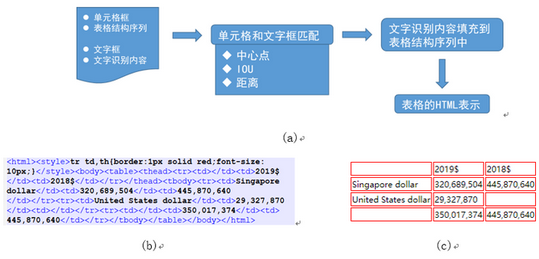 单元格框
表格结构序列
文字框
文字识别内容
单元格和文字框匹配
中心点
IOU
距离
文字识别内容填充到
表格结构序列中
表格的HTML表示
(a)
<html><style>tr td,th{border:1px solid red;font-size:
10px;}</style><body><table><thead><tr><td></td><td>2019$
</td><td>2018$</td></tr></thead><tbody><tr><td>Singapore
dollar</td><td>320,689,504</td><td>445,870,640
</td></tr><tr><td>United States dollar</td><td>29,327,870
</td><td></td></tr><tr><td></td><td>350,017,374</td><td>
445,870,640</td></tr></tbody></table></body></html>
(b)
2019$ 2018$
Singapore dollar 320,689,504 445,870,640
United States dollar 29,327,870
350,017,374 445,870,640
(c)